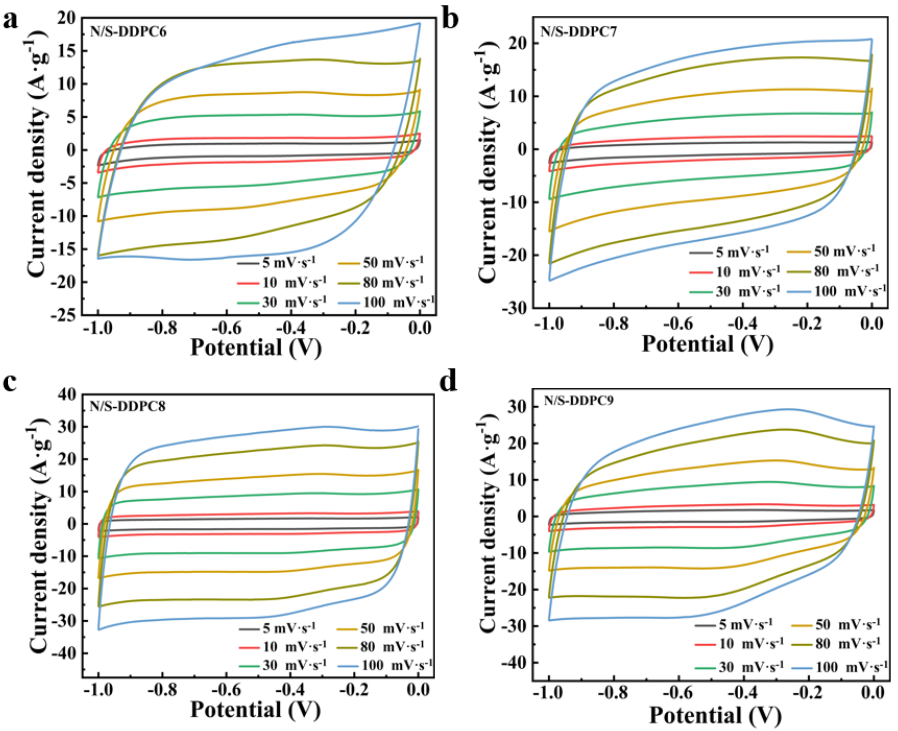 a
N/S-DDPC6
Current density (A·g-1)
20
15
10
5
0
-5
-10
-15
-20
-25
-1.0 -0.8 -0.6 -0.4 -0.2 0.0
Potential (V)
5 mV·s-1 50 mV·s-1
10 mV·s-1 80 mV·s-1
30 mV·s-1 100 mV·s-1
b
N/S-DDPC7
Current density (A·g-1)
20
10
0
-10
-20
-30
-1.0 -0.8 -0.6 -0.4 -0.2 0.0
Potential (V)
5 mV·s-1 50 mV·s-1
10 mV·s-1 80 mV·s-1
30 mV·s-1 100 mV·s-1
c
N/S-DDPC8
Current density (A·g-1)
40
30
20
10
0
-10
-20
-30
-40
-1.0 -0.8 -0.6 -0.4 -0.2 0.0
Potential (V)
5 mV·s-1 50 mV·s-1
10 mV·s-1 80 mV·s-1
30 mV·s-1 100 mV·s-1
d
N/S-DDPC9
Current density (A·g-1)
30
20
10
0
-10
-20
-30
-40
-1.0 -0.8 -0.6 -0.4 -0.2 0.0
Potential (V)
5 mV·s-1 50 mV·s-1
10 mV·s-1 80 mV·s-1
30 mV·s-1 100 mV·s-1